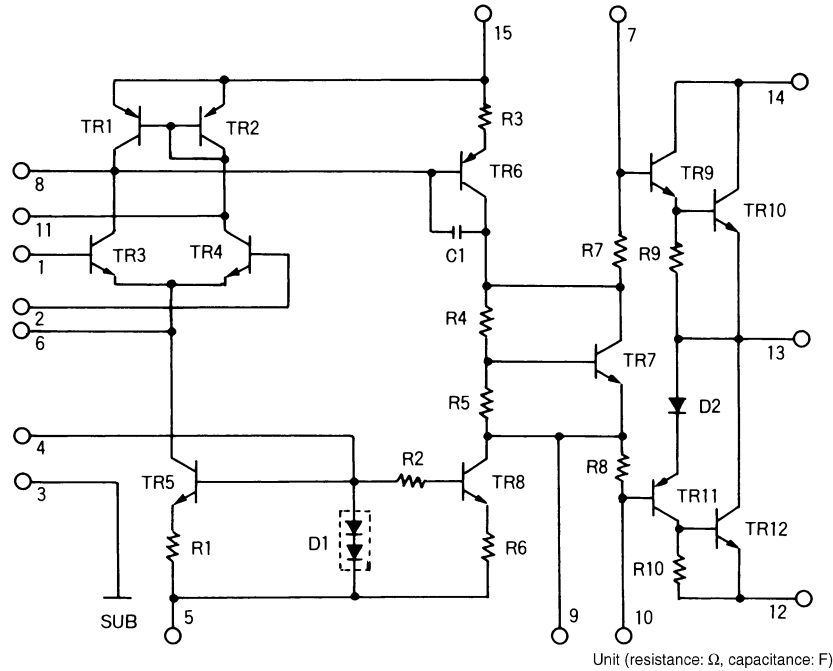 15
7
14
R3
TR1
TR2
TR6
TR9
8
TR10
11
C1
R7
R9
1
TR3
TR4
2
6
R4
13
TR7
R5
D2
4
R2
R8
3
TR5
TR8
TR11
TR12
R1
D1
R6
R10
SUB
5
9
10
12
Unit (resistance: Ω, capacitance: F)